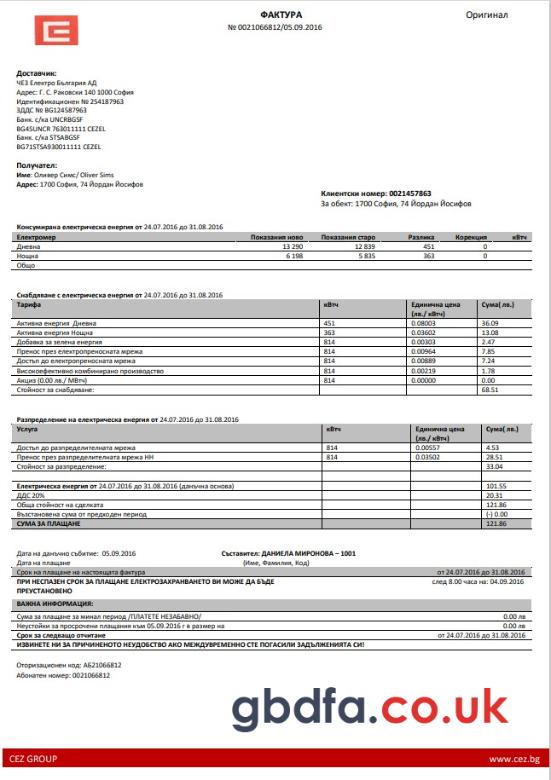 ФАКТУРА
Оригинал
№ 0021066812/05.09.2016
Доставчик:
ЧЕЗ Електро България АД
Адрес: Г. С. Раковски 140 1000 София
Идентификационен № 254187963
ЗДДС № BG124587963
Банк. с/ка UNCRBGSF
BG45UNCR 763011111 CEZEL
Банк. с/ка STSABGSF
BG71STSA930011111 CEZEL
Получател:
Име: Оливер Симс/ Oliver Sims
Адрес: 1700 София, 74 Йордан Йосифов
Клиентски номер: 0021457863
За обект: 1700 София, 74 Йордан Йосифов
Консумирана електрическа енергия от 24.07.2016 до 31.08.2016
Електромер Показания ново Показания старо Разлика Корекция кВтч
Дневна 13 290 12 839 451 0
Нощна 6 198 5 835 363 0
Общо
Снабдяване с електрическа енергия от 24.07.2016 до 31.08.2016
Тарифа кВтч Единична цена Сума( лв.)
(лв./ кВтч)
Активна енергия Дневна 451 0.08003 36.09
Активна енергия Нощна 363 0.03602 13.08
Добавка за зелена енергия 814 0.00303 2.47
Пренос през електропреносната мрежа 814 0.00964 7.85
Достъп до електропреносната мрежа 814 0.00889 7.24
Високоефективно комбинирано производство 814 0.00219 1.78
Акциз (0.00 лв./ МВтч) 814 0.00000 0.00
Стойност за снабдяване: 68.51
Разпределение на електрическа енергия от 24.07.2016 до 31.08.2016
Услуга кВтч Единична цена Сума( лв.)
(лв./ кВтч)
Достъп до разпределителната мрежа 814 0.00557 4.53
Пренос през разпределителната мрежа НН 814 0.03502 28.51
Стойност за разпределение: 33.04
Електрическа енергия от 24.07.2016 до 31.08.2016 (данъчна основа) 101.55
ДДС 20% 20.31
Обща стойност на сделката 121.86
Възстановена сума от предходен период (-) 0.00
СУМА ЗА ПЛАЩАНЕ 121.86
Дата на данъчно събитие: 05.09.2016 Съставител: ДАНИЕЛА МИРОНОВА – 1001
Дата на плащане (Име, Фамилия, Код)
Срок на плащане на настоящата фактура от 24.07.2016 до 31.08.2016
ПРИ НЕСПАЗЕН СРОК ЗА ПЛАЩАНЕ ЕЛЕКТРОЗАХРАНВАНЕТО ВИ МОЖЕ ДА БЪДЕ след 8.00 часа на: 04.09.2016
ПРЕУСТАНОВЕНО
ВАЖНА ИНФОРМАЦИЯ:
Сума за плащане за минал период /ПЛАТЕТЕ НЕЗАБАВНО/ 0.00 лв
Неустойки за просрочени плащания към 05.09.2016 г в размер на 0.00 лв
Срок за следващо отчитане от 24.07.2016 до 31.08.2016
ИЗВИНЕТЕ НИ ЗА ПРИЧИНЕНОТО НЕУДОБСТВО АКО МЕЖДУВРЕМЕННО СТЕ ПОГАСИЛИ ЗАДЪЛЖЕНИЯТА СИ!
Оторизационен код: АБ21066812
Абонатен номер: 0021066812
gbdfa.co.uk
CEZ GROUP www.cez.bg